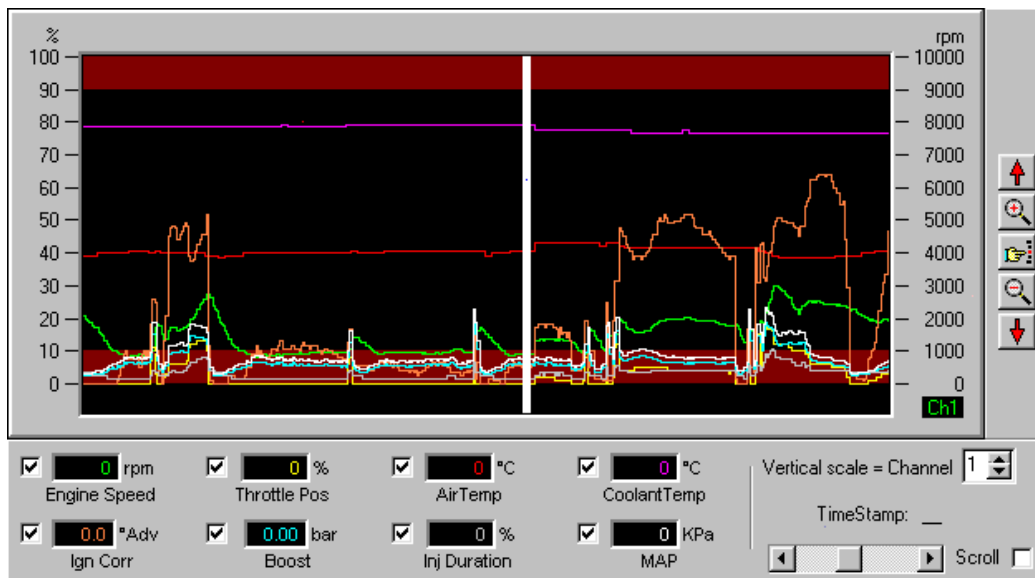 % rpm
100 10000
90 9000
80 8000
70 7000
60 6000
50 5000
40 4000
30 3000
20 2000
10 1000
0 0
Ch1
0 rpm 0 % 0 °C 0 °C
Engine Speed Throttle Pos AirTemp CoolantTemp
0.0 °Adv 0.00 bar 0 % 0 KPa
Ign Corr Boost Inj Duration MAP
Vertical scale = Channel 1
TimeStamp: __
Scroll